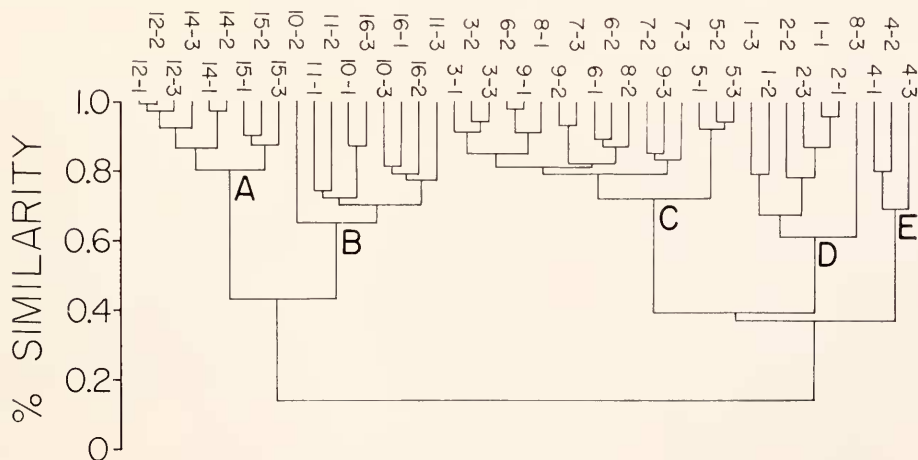 12-2 14-3 14-2 15-2 10-2 11-2 16-3 16-1 11-3 3-2 6-2 8-1 7-3 6-2 7-2 7-3 5-2 1-3 2-2 1-1 8-3 4-2
12-1 12-3 14-1 15-1 15-3 11-1 10-1 10-3 16-2 3-1 3-3 9-1 9-2 6-1 8-2 9-3 5-1 5-3 1-2 2-3 2-1 4-1 4-3
% SIMILARITY
1.0
0.8
0.6
0.4
0.2
0
A
B
C
D
E